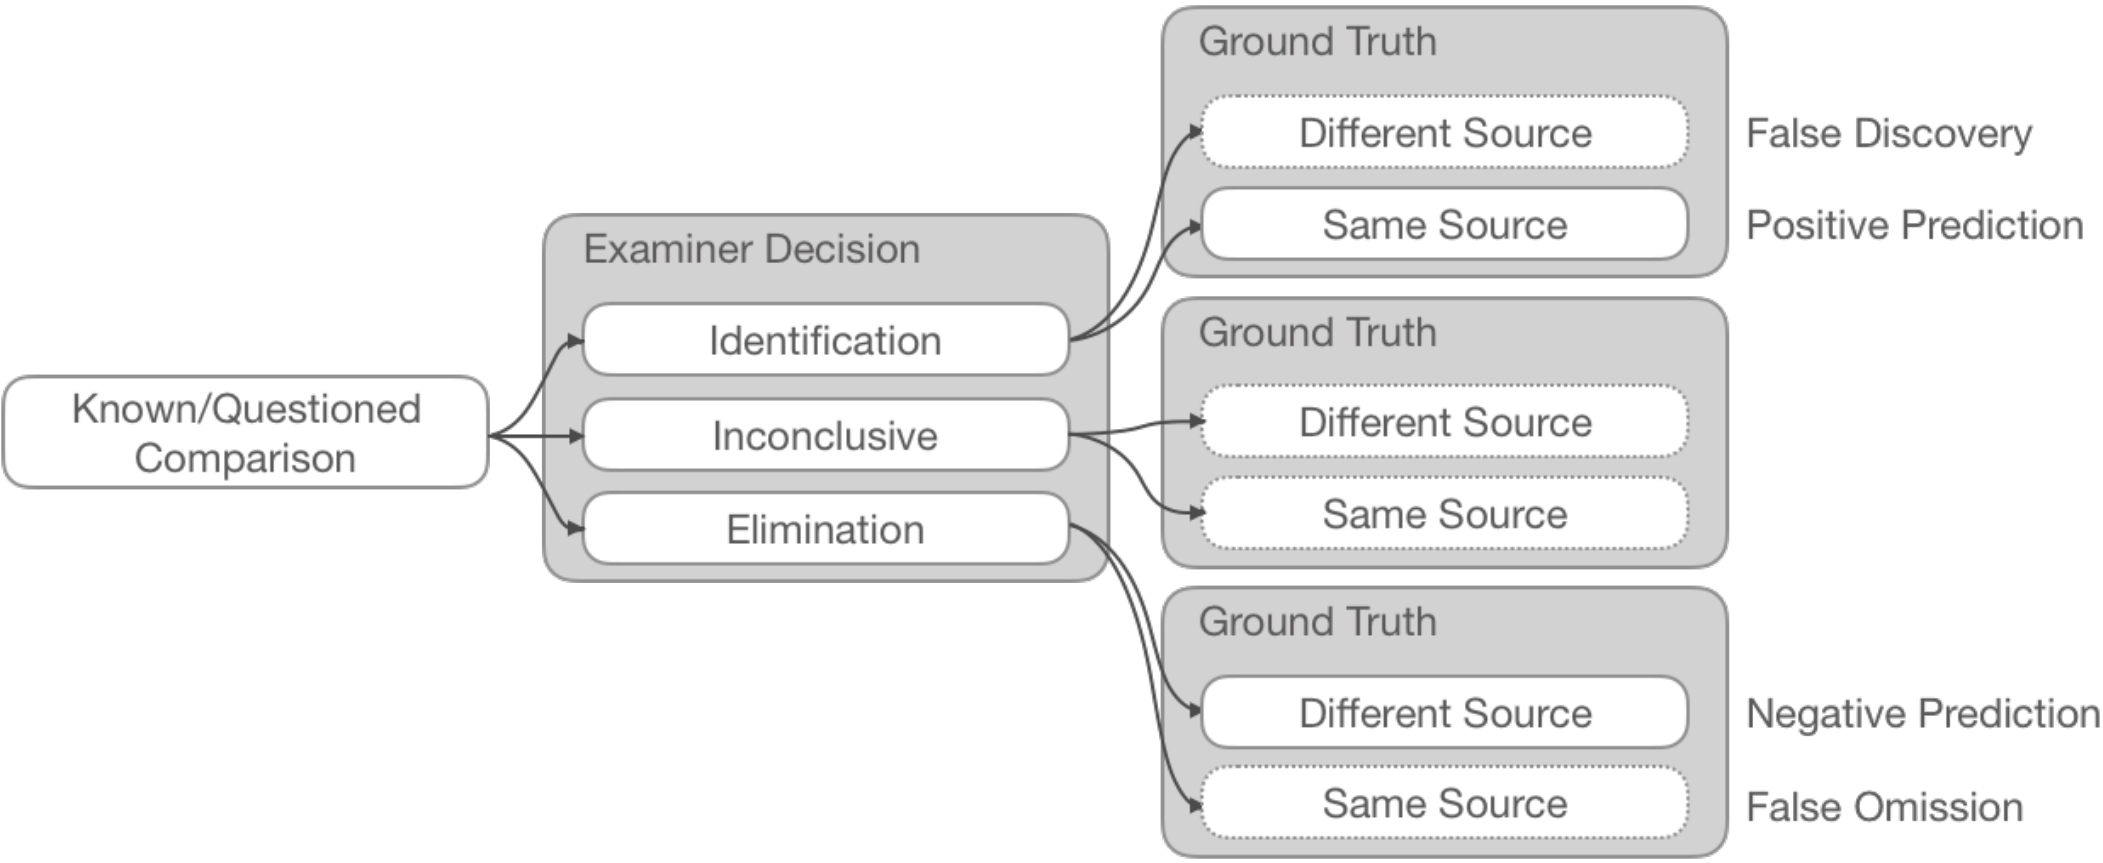 Known/Questioned
Comparison
Examiner Decision
Identification
Inconclusive
Elimination
Ground Truth
Different Source
False Discovery
Same Source
Positive Prediction
Ground Truth
Different Source
Same Source
Ground Truth
Different Source
Negative Prediction
Same Source
False Omission